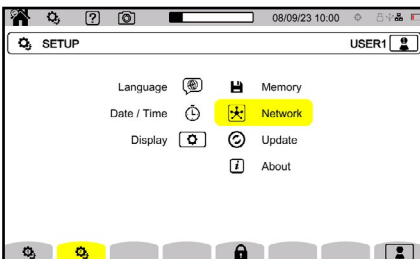 08/09/23 10:00
SETUP USER1
Language Memory
Date / Time Network
Display Update
About